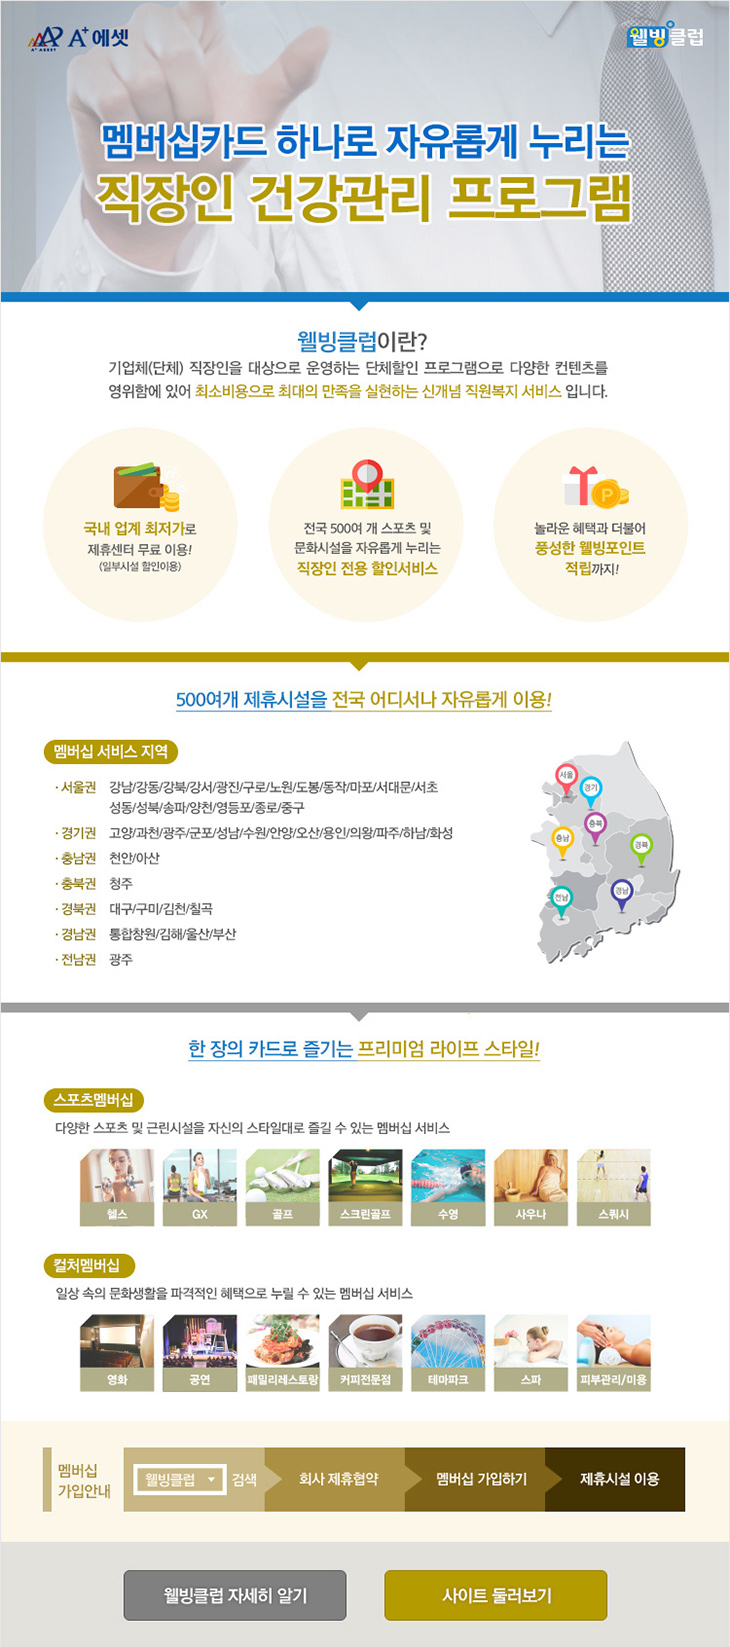 A+ ASSET
A+에셋
웰빙클럽
멤버십카드 하나로 자유롭게 누리는
직장인 건강관리 프로그램
웰빙클럽이란?
기업체(단체) 직장인을 대상으로 운영하는 단체할인 프로그램으로 다양한 컨텐츠를
영위함에 있어 최소비용으로 최대의 만족을 실현하는 신개념 직원복지 서비스 입니다.
국내 업계 최저가로
제휴센터 무료 이용!
(일부시설 할인이용)
전국 500여 개 스포츠 및
문화시설을 자유롭게 누리는
직장인 전용 할인서비스
P
놀라운 혜택과 더불어
풍성한 웰빙포인트
적립까지!
500여개 제휴시설을 전국 어디서나 자유롭게 이용!
멤버십 서비스 지역
· 서울권 강남/강동/강북/강서/광진/구로/노원/도봉/동작/마포/서대문/서초
성동/성북/송파/양천/영등포/종로/중구
· 경기권 고양/과천/광주/군포/성남/수원/안양/오산/용인/의왕/파주/하남/화성
· 충남권 천안/아산
· 충북권 청주
· 경북권 대구/구미/김천/칠곡
· 경남권 통합창원/김해/울산/부산
· 전남권 광주
서울
경기
충북
충남
경북
경남
전남
한 장의 카드로 즐기는 프리미엄 라이프 스타일!
스포츠멤버십
다양한 스포츠 및 근린시설을 자신의 스타일대로 즐길 수 있는 멤버십 서비스
헬스 GX 골프 스크린골프 수영 사우나 스쿼시
컬처멤버십
일상 속의 문화생활을 파격적인 혜택으로 누릴 수 있는 멤버십 서비스
영화 공연 패밀리레스토랑 커피전문점 테마파크 스파 피부관리/미용
멤버십
가입안내
웰빙클럽 검색 회사 제휴협약 멤버십 가입하기 제휴시설 이용
웰빙클럽 자세히 알기 사이트 둘러보기